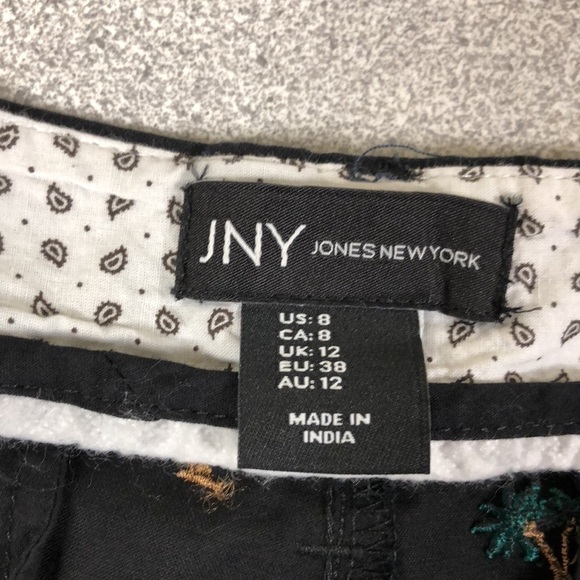 JNY JONES NEW YORK
US: 8
CA: 8
UK: 12
EU: 38
AU: 12
MADE IN
INDIA